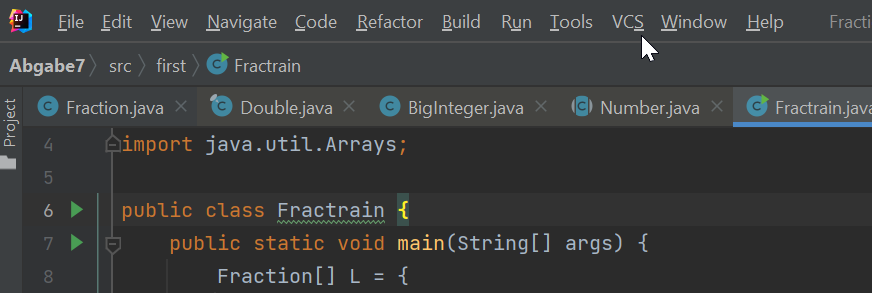 File Edit View Navigate Code Refactor Build Run Tools VCS Window Help Fracti
Abgabe7 src first Fractrain
Fraction.java Double.java BigInteger.java Number.java Fractrain.java
Project
4 import java.util.Arrays;
5
6 public class Fractrain {
7 public static void main(String[] args) {
8 Fraction[] L = {